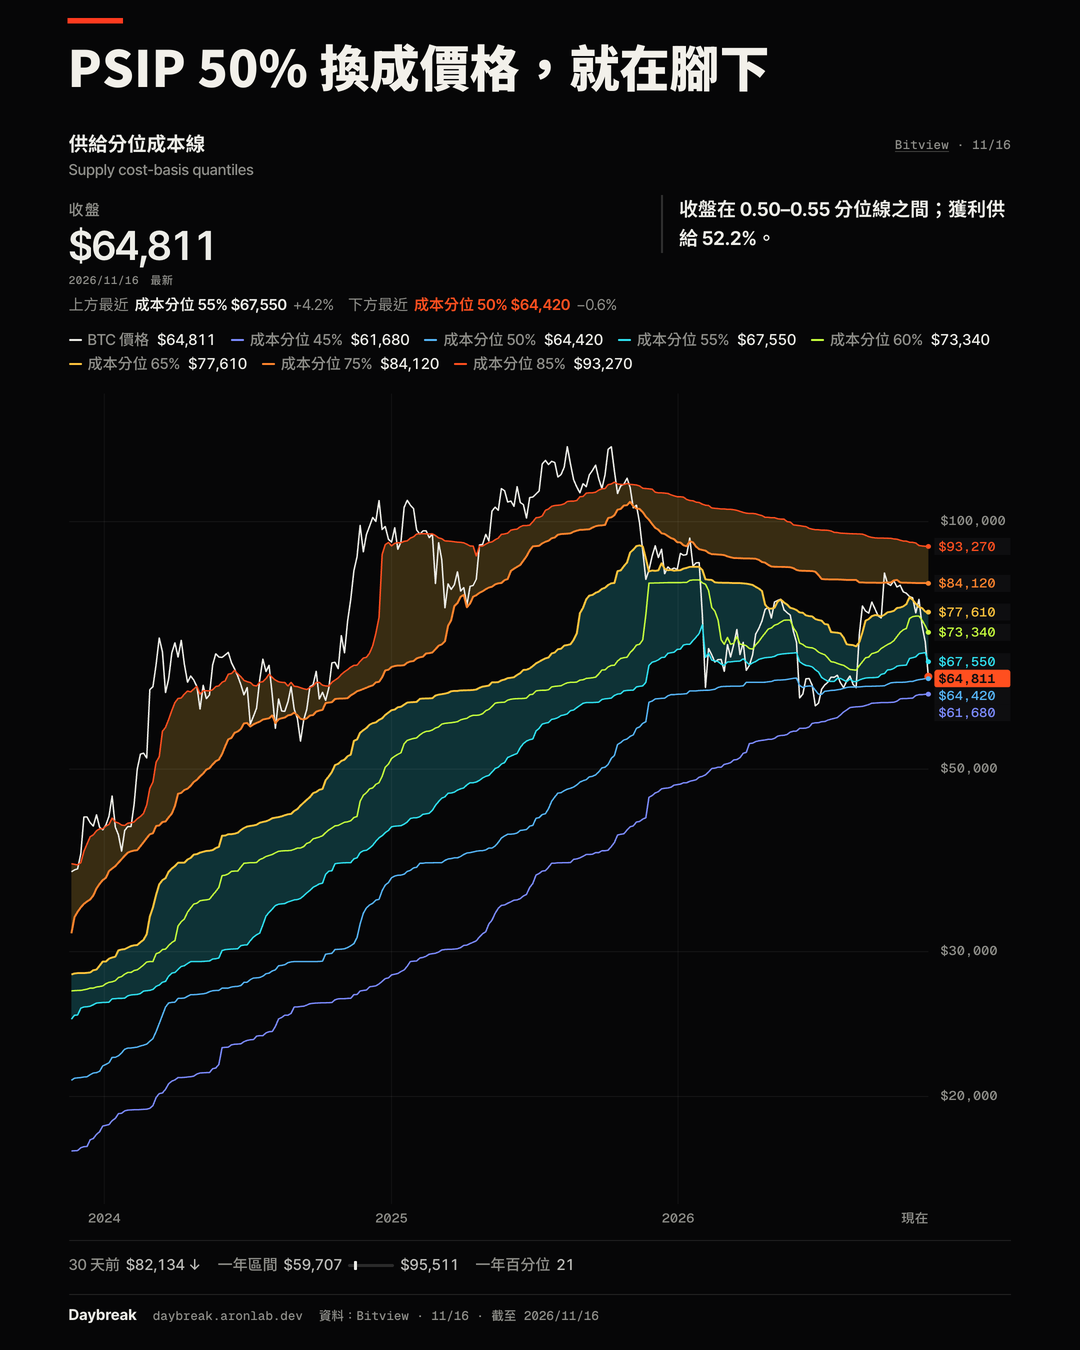 PSIP 50% 換成價格，就在腳下
供給分位成本線
Bitview · 11/16
Supply cost-basis quantiles
收盤
$64,811
2026/11/16 最新
收盤在 0.50–0.55 分位線之間；獲利供
給 52.2%。
上方最近 成本分位 55% $67,550 +4.2% 下方最近 成本分位 50% $64,420 −0.6%
BTC 價格 $64,811 成本分位 45% $61,680 成本分位 50% $64,420 成本分位 55% $67,550 成本分位 60% $73,340
成本分位 65% $77,610 成本分位 75% $84,120 成本分位 85% $93,270
$100,000
$93,270
$84,120
$77,610
$73,340
$67,550
$64,811
$64,420
$61,680
$50,000
$30,000
$20,000
2024 2025 2026 現在
30 天前 $82,134 ↓ 一年區間 $59,707 $95,511 一年百分位 21
Daybreak daybreak.aronlab.dev 資料：Bitview · 11/16 · 截至 2026/11/16